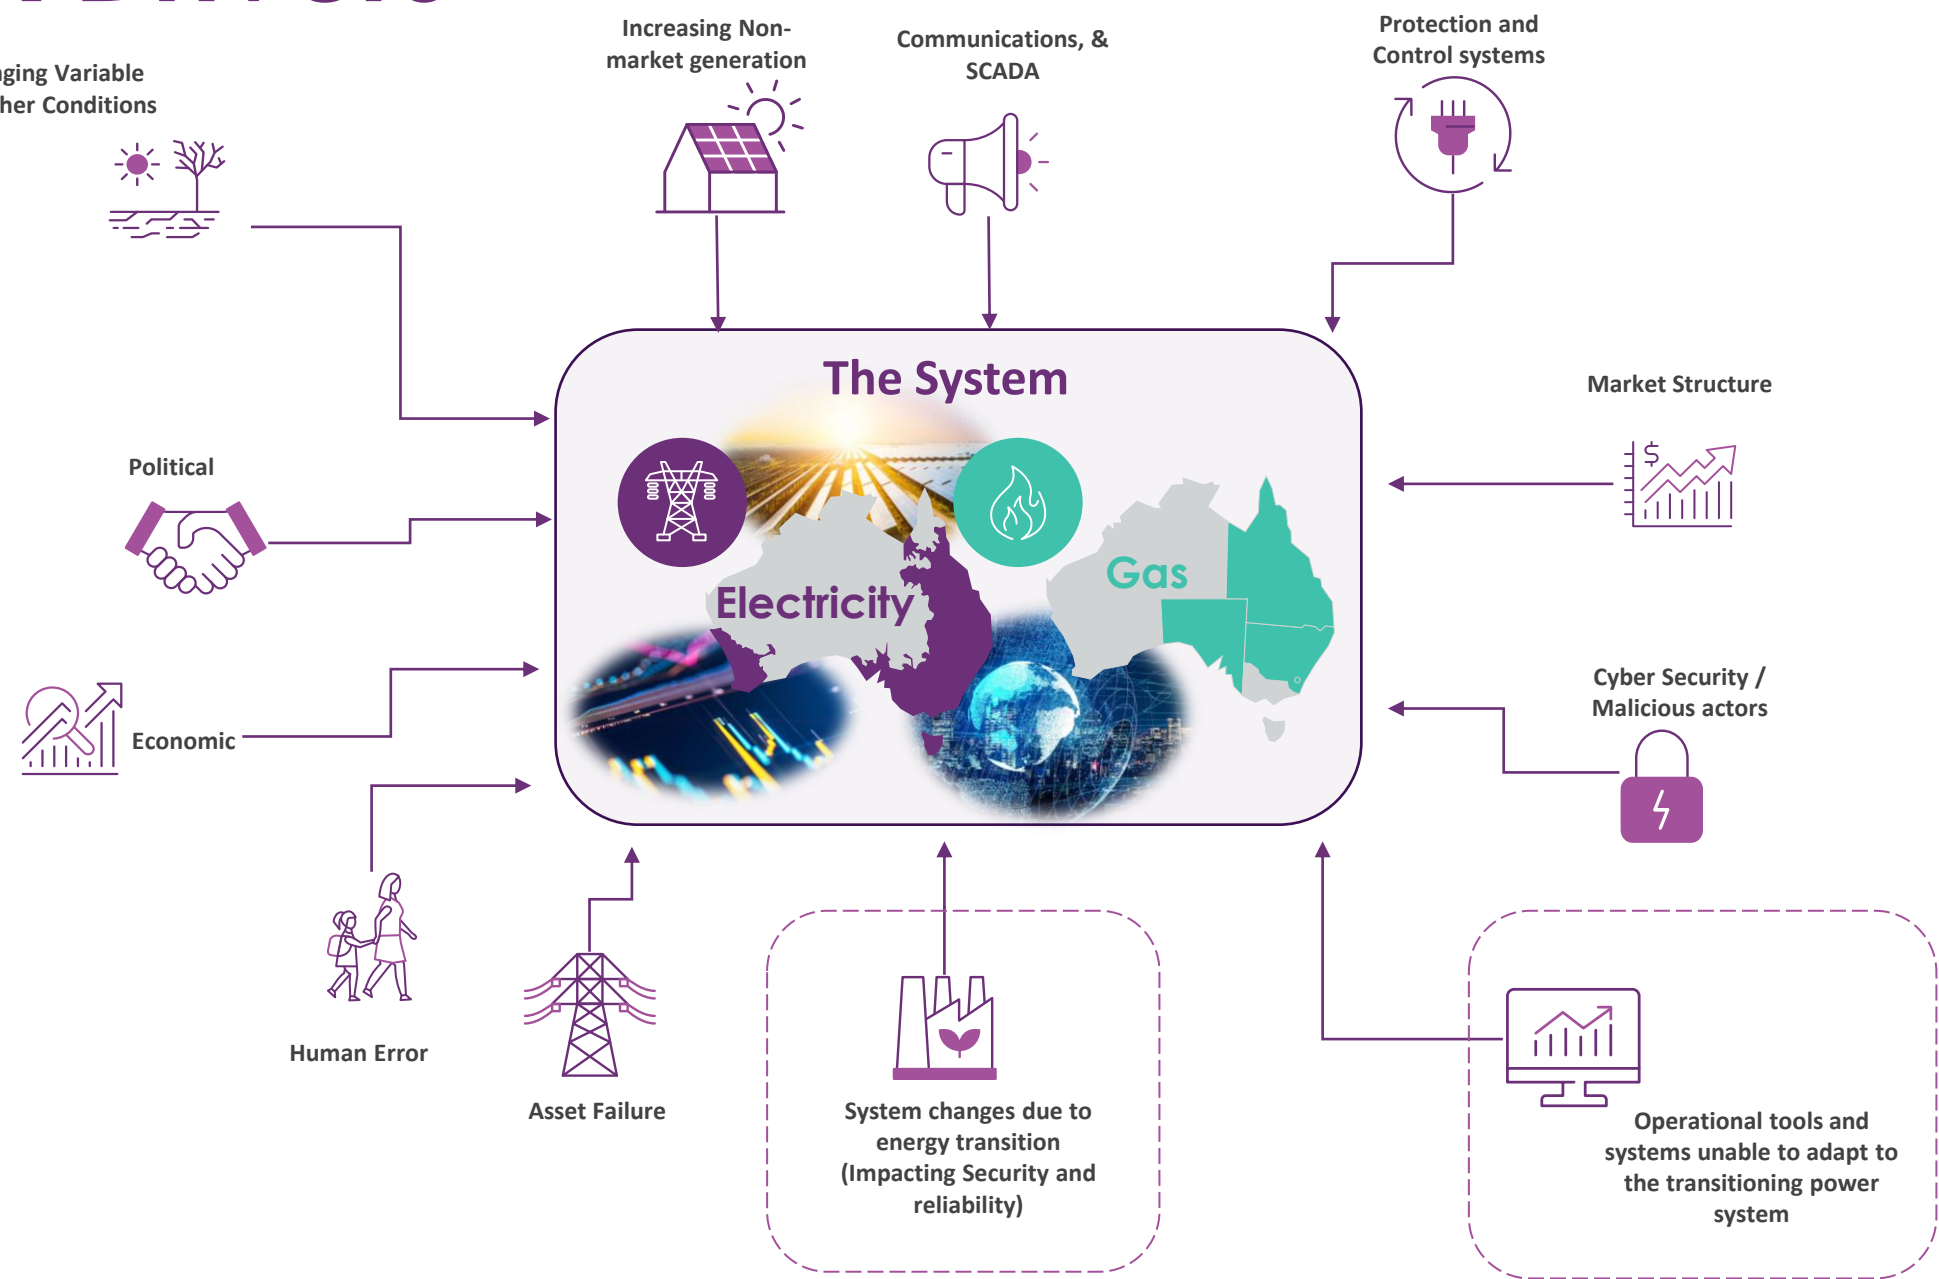 Increasing Non-
market generation
Communications, &
SCADA
Protection and
Control systems
Variable
Conditions
The System
Market Structure
$
Political
Gas
Electricity
Cyber Security /
Malicious actors
Economic
Human Error
Asset Failure
System changes due to
energy transition
(Impacting Security and
reliability)
Operational tools and
systems unable to adapt to
the transitioning power
system